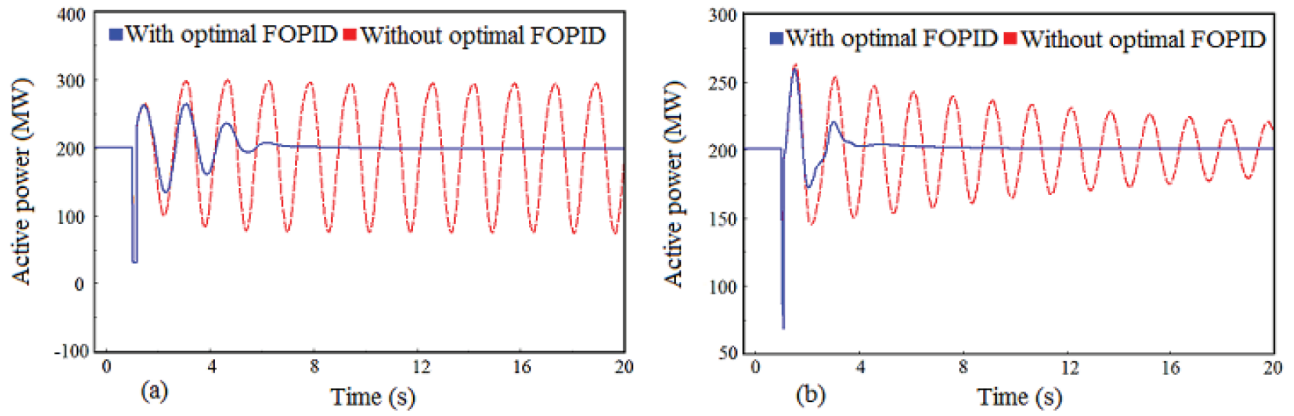 With optimal FOPID Without optimal FOPID
Active power (MW)
400
300
200
100
0
-100
0 4 8 12 16 20
(a) Time (s)
With optimal FOPID Without optimal FOPID
Active power (MW)
300
250
200
150
100
50
0 4 8 12 16 20
(b) Time (s)